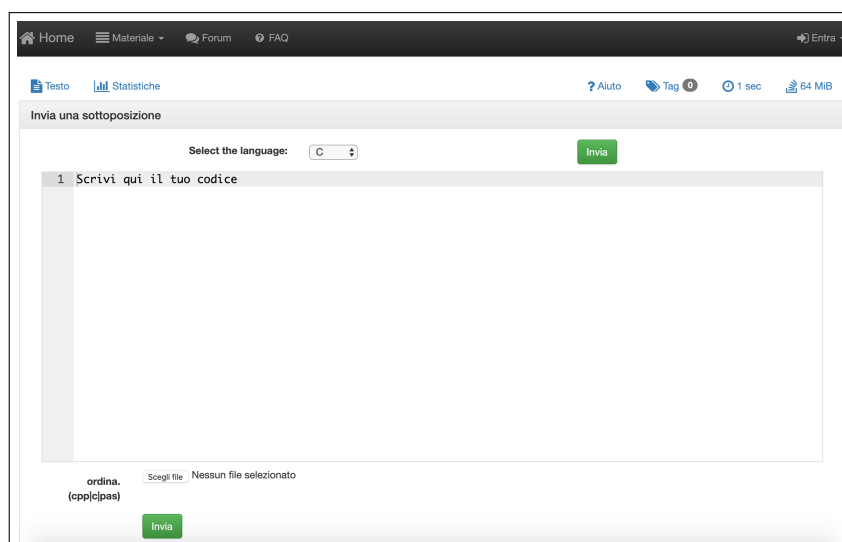 Home Materiale Forum FAQ Entra
Testo Statistiche Aiuto Tag 0 1 sec 64 MiB
Invia una sottoposizione
Select the language: C Invia
1 Scrivi qui il tuo codice
ordina. Scegli file Nessun file selezionato
(cpp|c|pas)
Invia